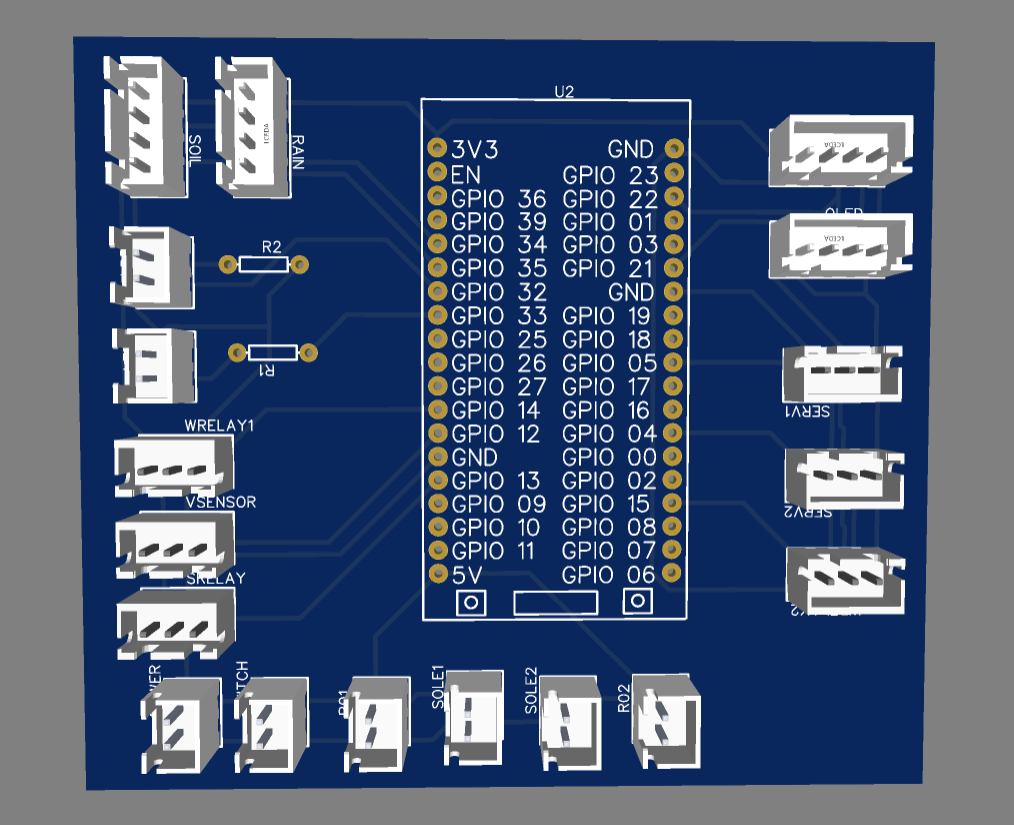 U2
SOIL
RAIN
LCEDA
3V3 GND
EN GPIO 23
GPIO 36 GPIO 22
GPIO 39 GPIO 01
GPIO 34 GPIO 03
GPIO 35 GPIO 21
GPIO 32 GND
GPIO 33 GPIO 19
GPIO 25 GPIO 18
GPIO 26 GPIO 05
GPIO 27 GPIO 17
GPIO 14 GPIO 16
GPIO 12 GPIO 04
GND GPIO 00
GPIO 13 GPIO 02
GPIO 09 GPIO 15
GPIO 10 GPIO 08
GPIO 11 GPIO 07
5V GPIO 06
LCEDA
OLED
LCEDA
R2
R1
SERV1
SERV2
WRELAY1
VSENSOR
SRELAY
SOLE1
SOLE2
R02